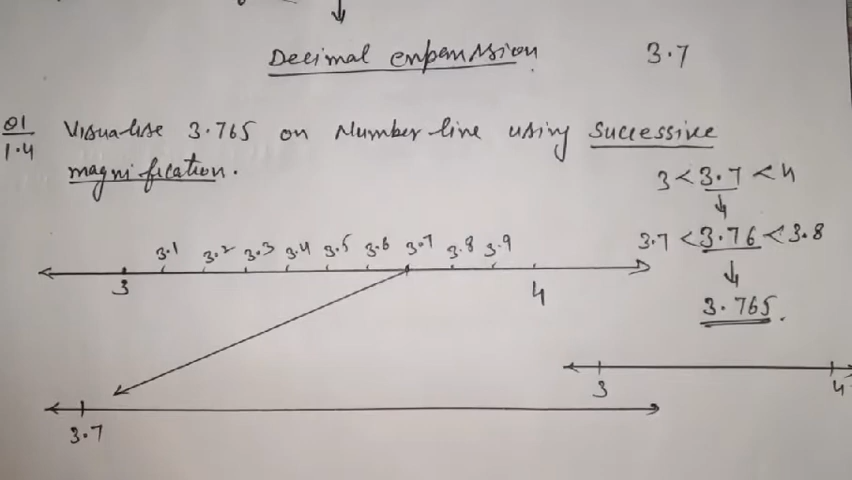 Decimal expanssion 3.7
Q1 Visualise 3.765 on Number line using Successive
1.4 magnification.
3 < 3.7 < 4
3.7 < 3.76 < 3.8
3.765.
3.1 3.2 3.3 3.4 3.5 3.6 3.7 3.8 3.9
3 4
3 4
3.7